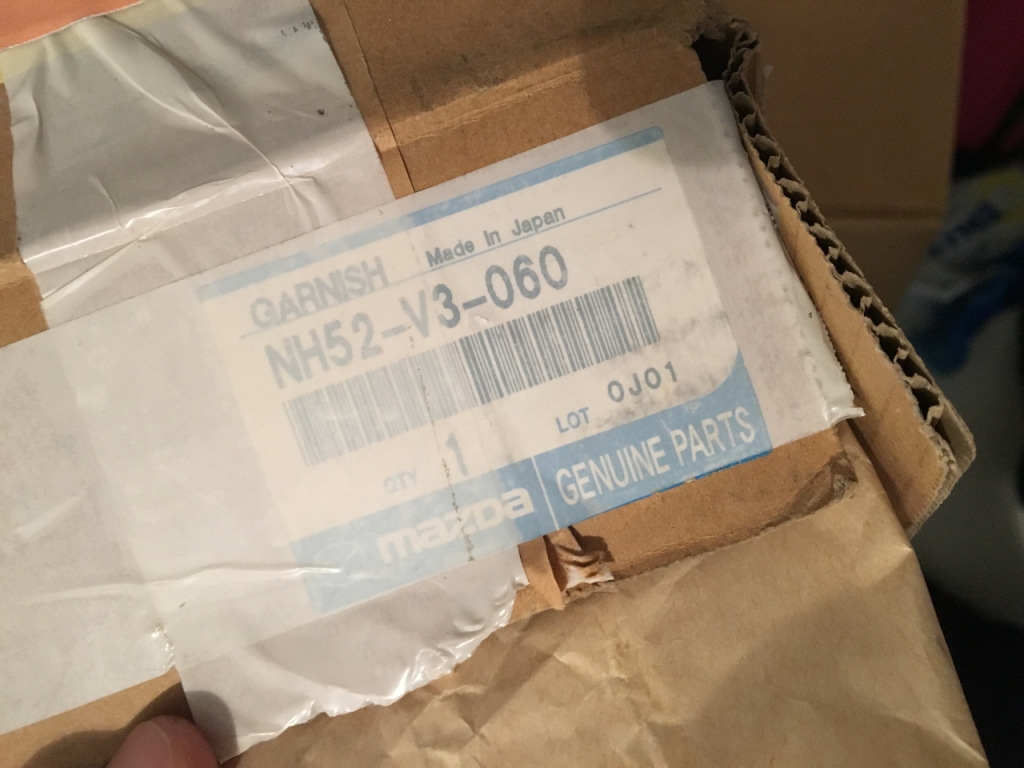 Made In Japan
GARNISH
NH52-V3-060
QTY 1 LOT 0J01
mazda GENUINE PARTS